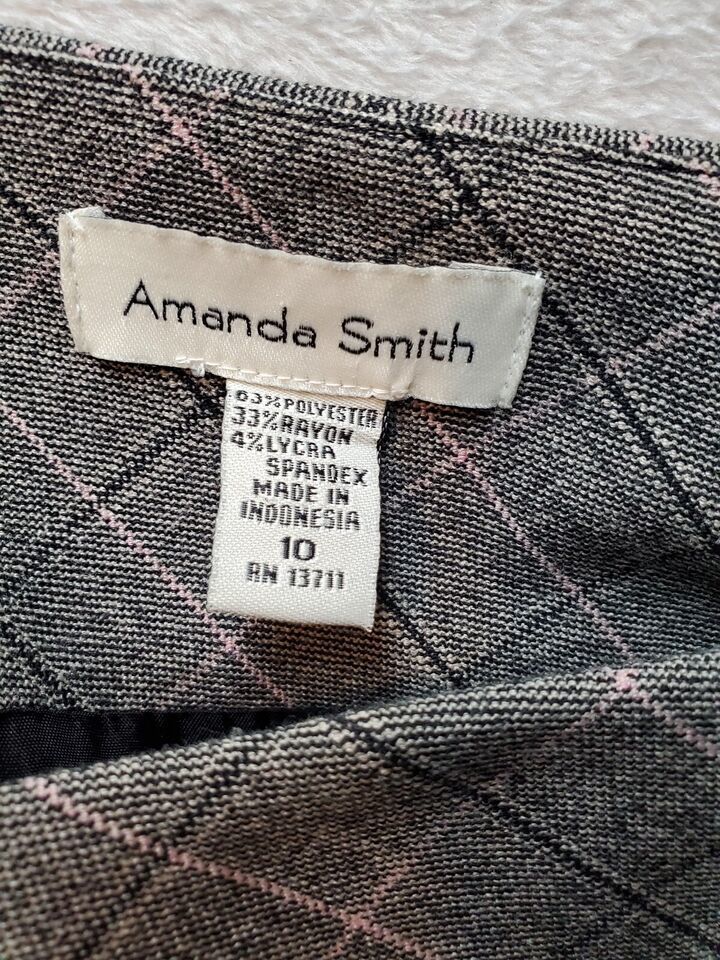 Amanda Smith
63%POLYESTER
33%RAYON
4%LYCRA
SPANDEX
MADE IN
INDONESIA
10
RN 13711